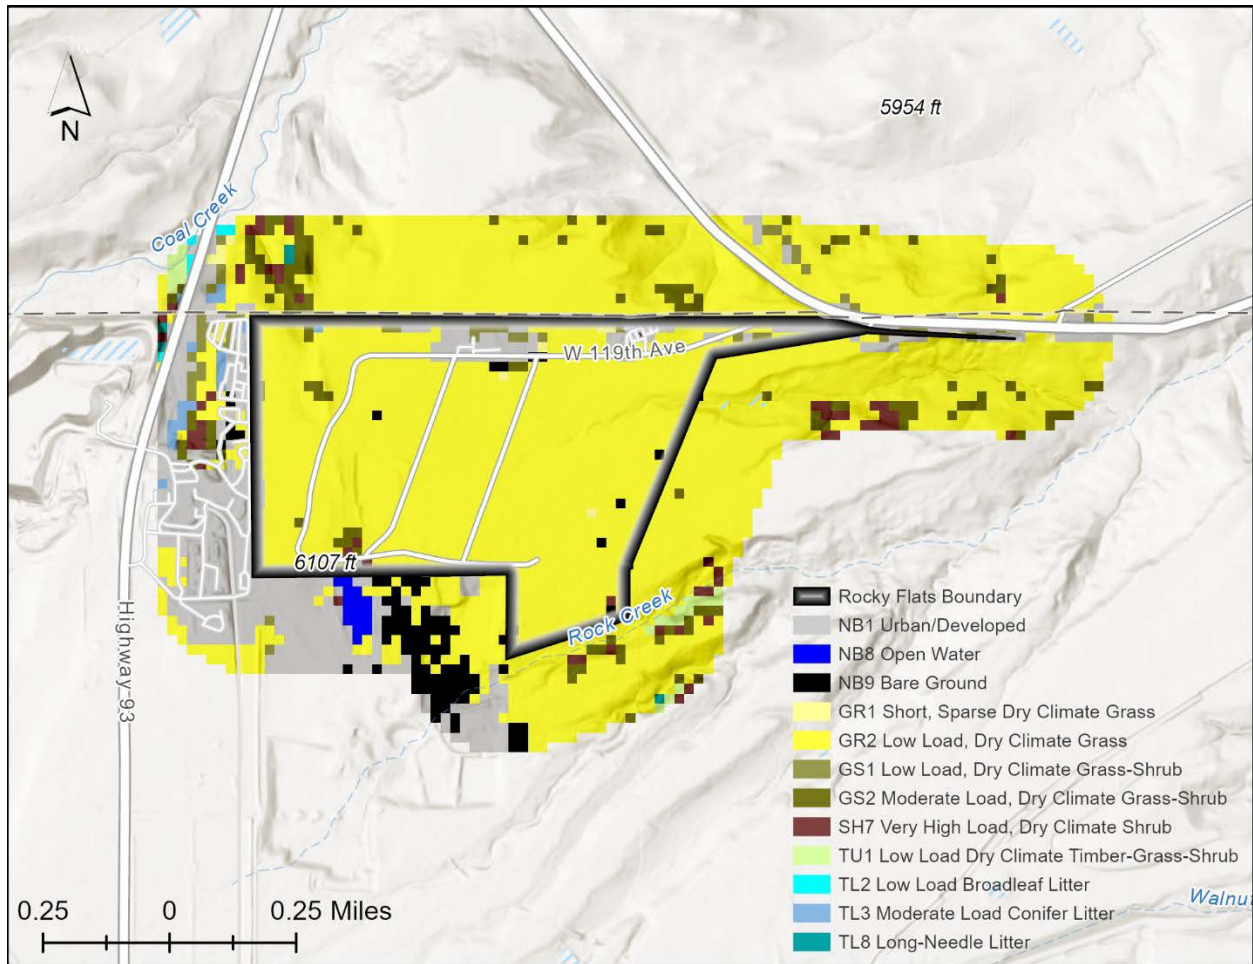 5954 ft
N
Coal Creek
W 119th Ave
6107 ft
Rock Creek
Highway-93
Rocky Flats Boundary
NB1 Urban/Developed
NB8 Open Water
NB9 Bare Ground
GR1 Short, Sparse Dry Climate Grass
GR2 Low Load, Dry Climate Grass
GS1 Low Load, Dry Climate Grass-Shrub
GS2 Moderate Load, Dry Climate Grass-Shrub
SH7 Very High Load, Dry Climate Shrub
TU1 Low Load Dry Climate Timber-Grass-Shrub
TL2 Low Load Broadleaf Litter
TL3 Moderate Load Conifer Litter
TL8 Long-Needle Litter
Walnut
0.25 0 0.25 Miles